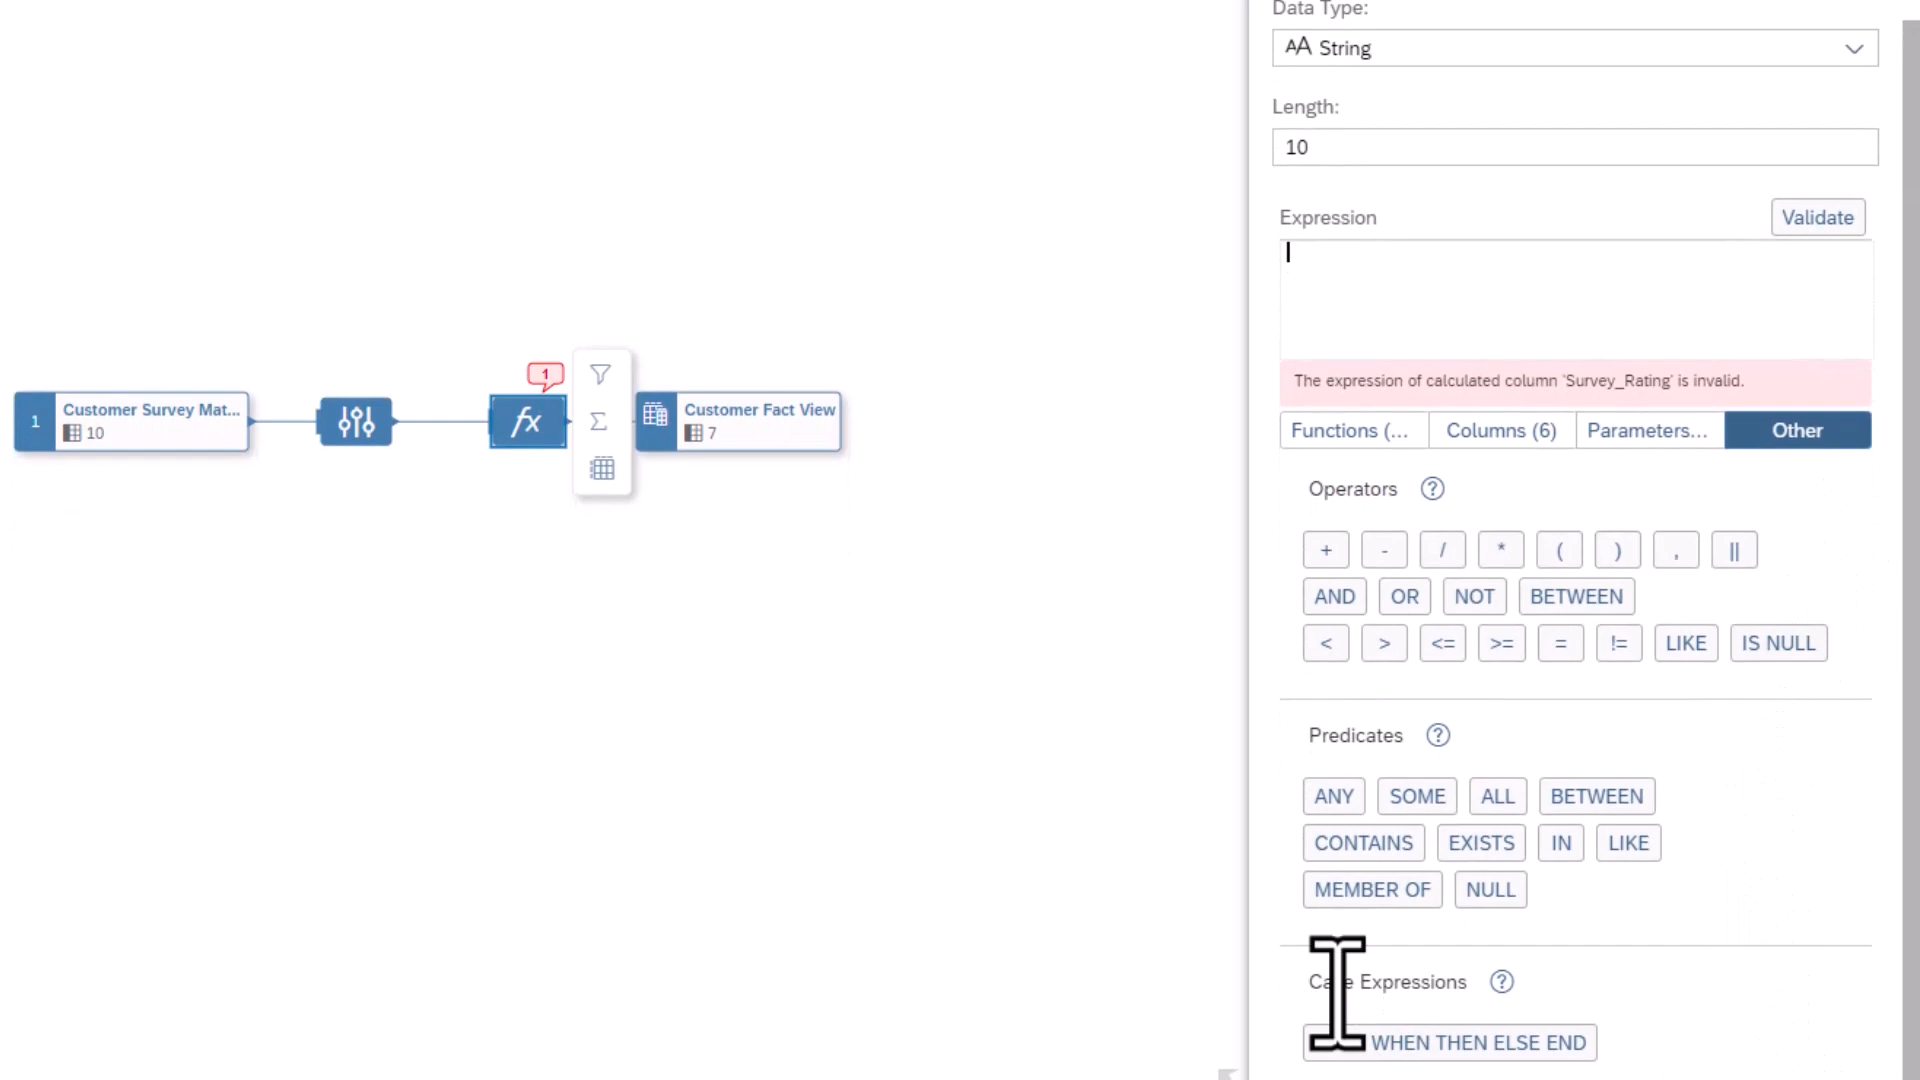 Data Type:
AA String
Length:
10
Expression
Validate
The expression of calculated column 'Survey_Rating' is invalid.
Functions (...
Columns (6)
Parameters...
Other
Operators ?
+ - / * ( ) , ||
AND OR NOT BETWEEN
< > <= >= = != LIKE IS NULL
Predicates ?
ANY SOME ALL BETWEEN
CONTAINS EXISTS IN LIKE
MEMBER OF NULL
Expressions ?
WHEN THEN ELSE END
1
Customer Survey Mat...
10
fx
1
Σ
Customer Fact View
7